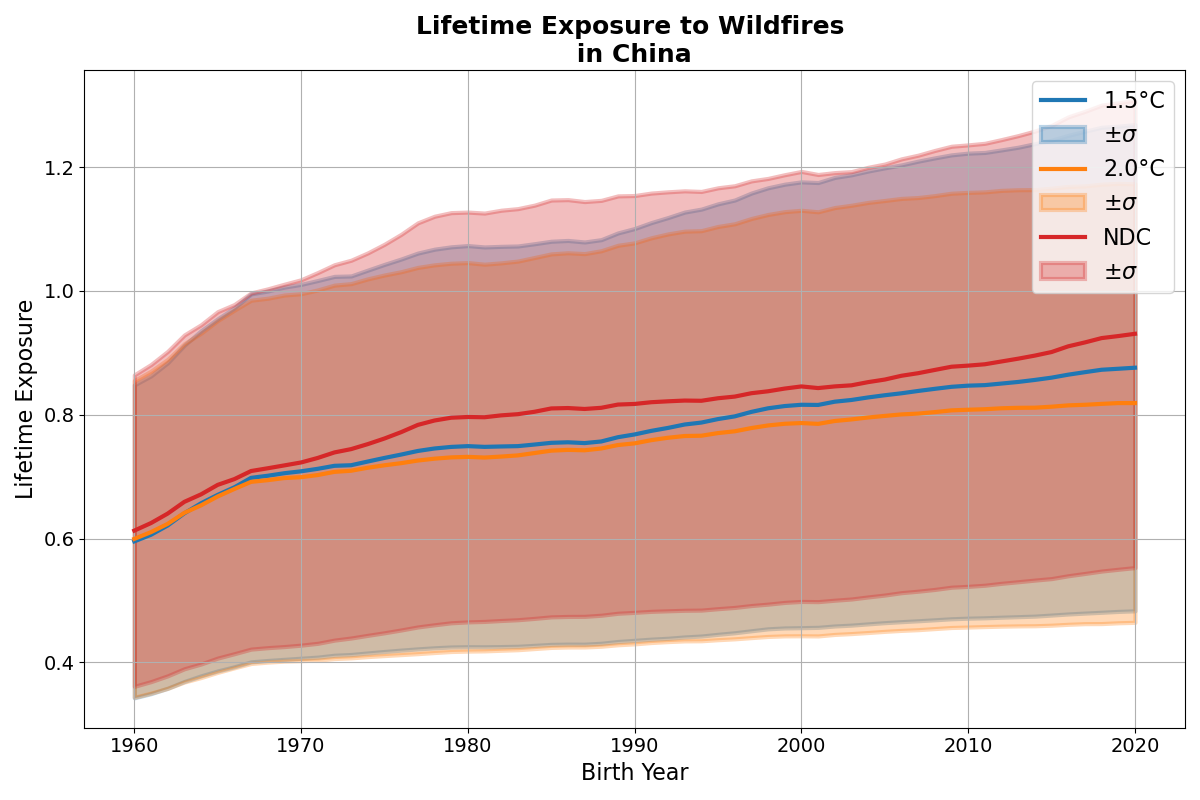 Lifetime Exposure to Wildfires
in China
Lifetime Exposure
1.2
1.0
0.8
0.6
0.4
1960
1970
1980
1990
2000
2010
2020
Birth Year
1.5°C
±σ
2.0°C
±σ
NDC
±σ